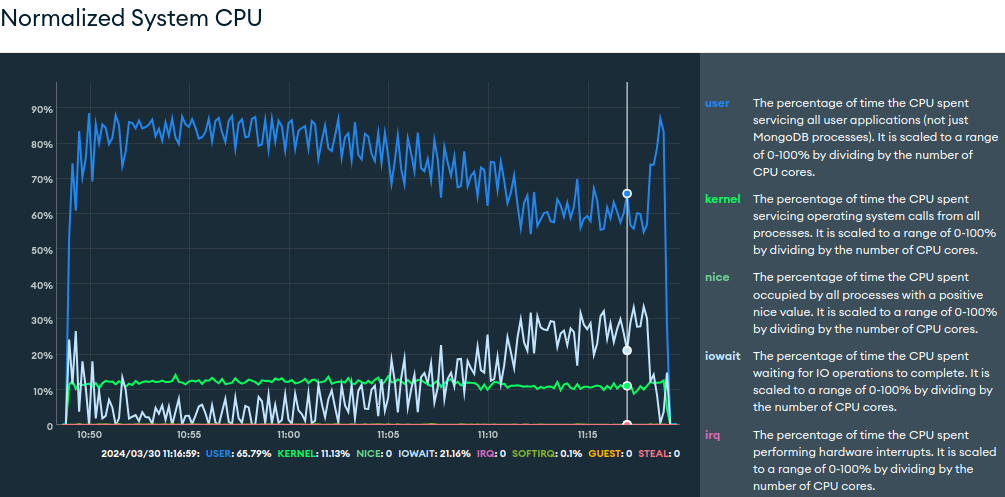 Normalized System CPU
90%
80%
70%
60%
50%
40%
30%
20%
10%
0
10:50 10:55 11:00 11:05 11:10 11:15
2024/03/30 11:16:59: USER: 65.79% KERNEL: 11.13% NICE: 0 IOWAIT: 21.16% IRQ: 0 SOFTIRQ: 0.1% GUEST: 0 STEAL: 0
user The percentage of time the CPU spent
servicing all user applications (not just
MongoDB processes). It is scaled to a range
of 0-100% by dividing by the number of
CPU cores.
kernel The percentage of time the CPU spent
servicing operating system calls from all
processes. It is scaled to a range of 0-100%
by dividing by the number of CPU cores.
nice The percentage of time the CPU spent
occupied by all processes with a positive
nice value. It is scaled to a range of 0-100%
by dividing by the number of CPU cores.
iowait The percentage of time the CPU spent
waiting for IO operations to complete. It is
scaled to a range of 0-100% by dividing by
the number of CPU cores.
irq The percentage of time the CPU spent
performing hardware interrupts. It is scaled
to a range of 0-100% by dividing by the
number of CPU cores.